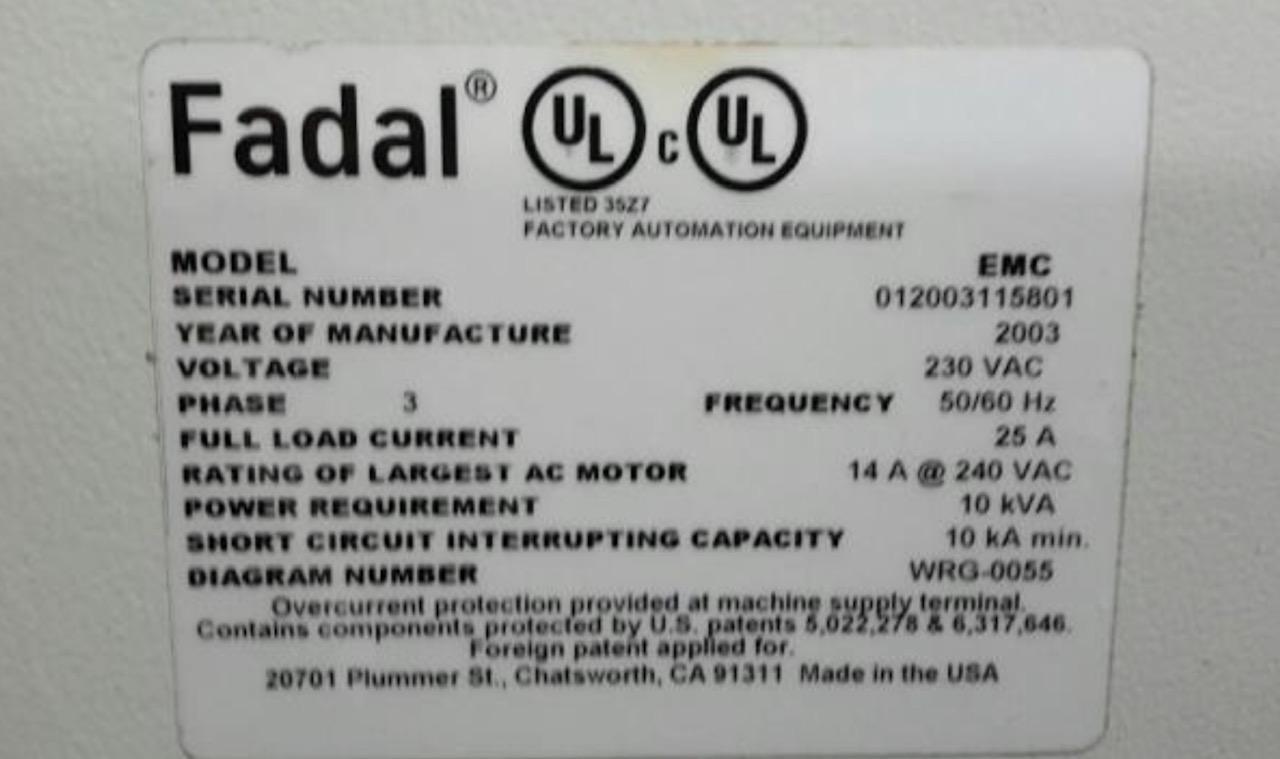 Fadal® UL c UL
LISTED 35Z7
FACTORY AUTOMATION EQUIPMENT
MODEL EMC
SERIAL NUMBER 012003115801
YEAR OF MANUFACTURE 2003
VOLTAGE 230 VAC
PHASE 3 FREQUENCY 50/60 Hz
FULL LOAD CURRENT 25 A
RATING OF LARGEST AC MOTOR 14 A @ 240 VAC
POWER REQUIREMENT 10 kVA
SHORT CIRCUIT INTERRUPTING CAPACITY 10 kA min.
DIAGRAM NUMBER WRG-0055
Overcurrent protection provided at machine supply terminal.
Contains components protected by U.S. patents 5,022,278 & 6,317,646.
Foreign patent applied for.
20701 Plummer St., Chatsworth, CA 91311 Made in the USA